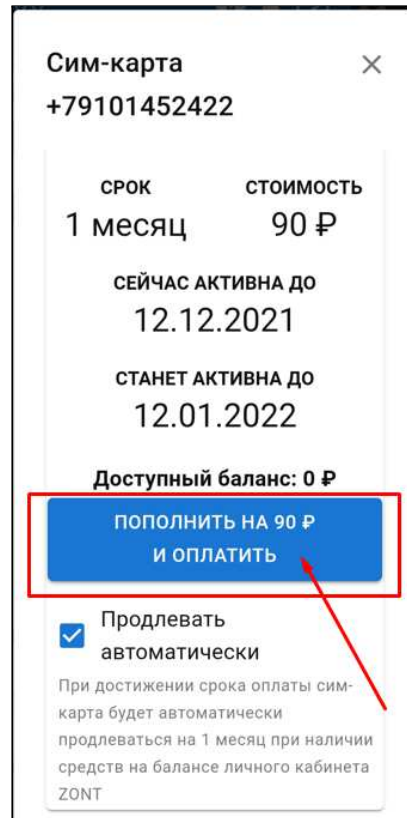 Сим-карта
+79101452422
СРОК СТОИМОСТЬ
1 месяц 90 ₽
СЕЙЧАС АКТИВНА ДО
12.12.2021
СТАНЕТ АКТИВНА ДО
12.01.2022
Доступный баланс: 0 ₽
ПОПОЛНИТЬ НА 90 ₽
И ОПЛАТИТЬ
Продлевать
автоматически
При достижении срока оплаты сим-
карта будет автоматически
продлеваться на 1 месяц при наличии
средств на балансе личного кабинета
ZONT